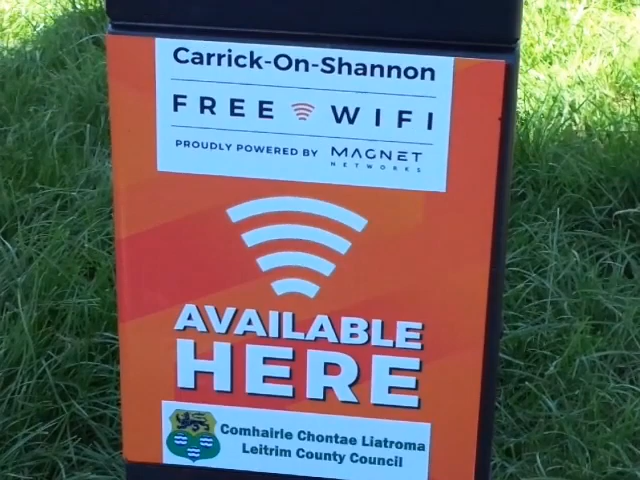 Carrick-On-Shannon
FREE WIFI
PROUDLY POWERED BY MAGNET
NETWORKS
AVAILABLE
HERE
Comhairle Chontae Liatroma
Leitrim County Council